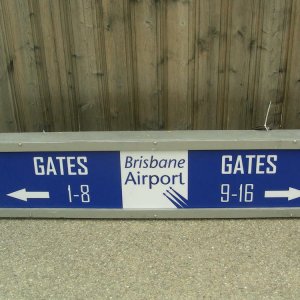 GATES
1-8
Brisbane
Airport
GATES
9-16